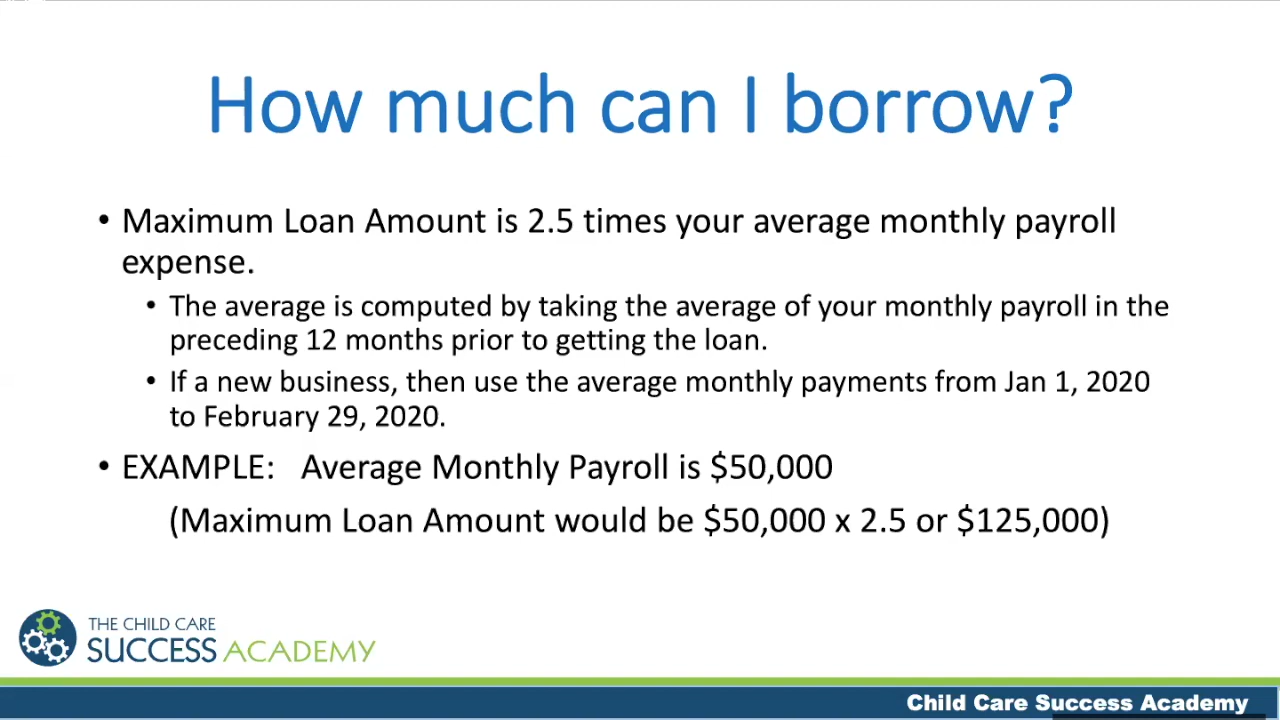 How much can I borrow?
• Maximum Loan Amount is 2.5 times your average monthly payroll
expense.
• The average is computed by taking the average of your monthly payroll in the
preceding 12 months prior to getting the loan.
• If a new business, then use the average monthly payments from Jan 1, 2020
to February 29, 2020.
• EXAMPLE: Average Monthly Payroll is $50,000
(Maximum Loan Amount would be $50,000 x 2.5 or $125,000)
THE CHILD CARE
SUCCESS ACADEMY
Child Care Success Academy